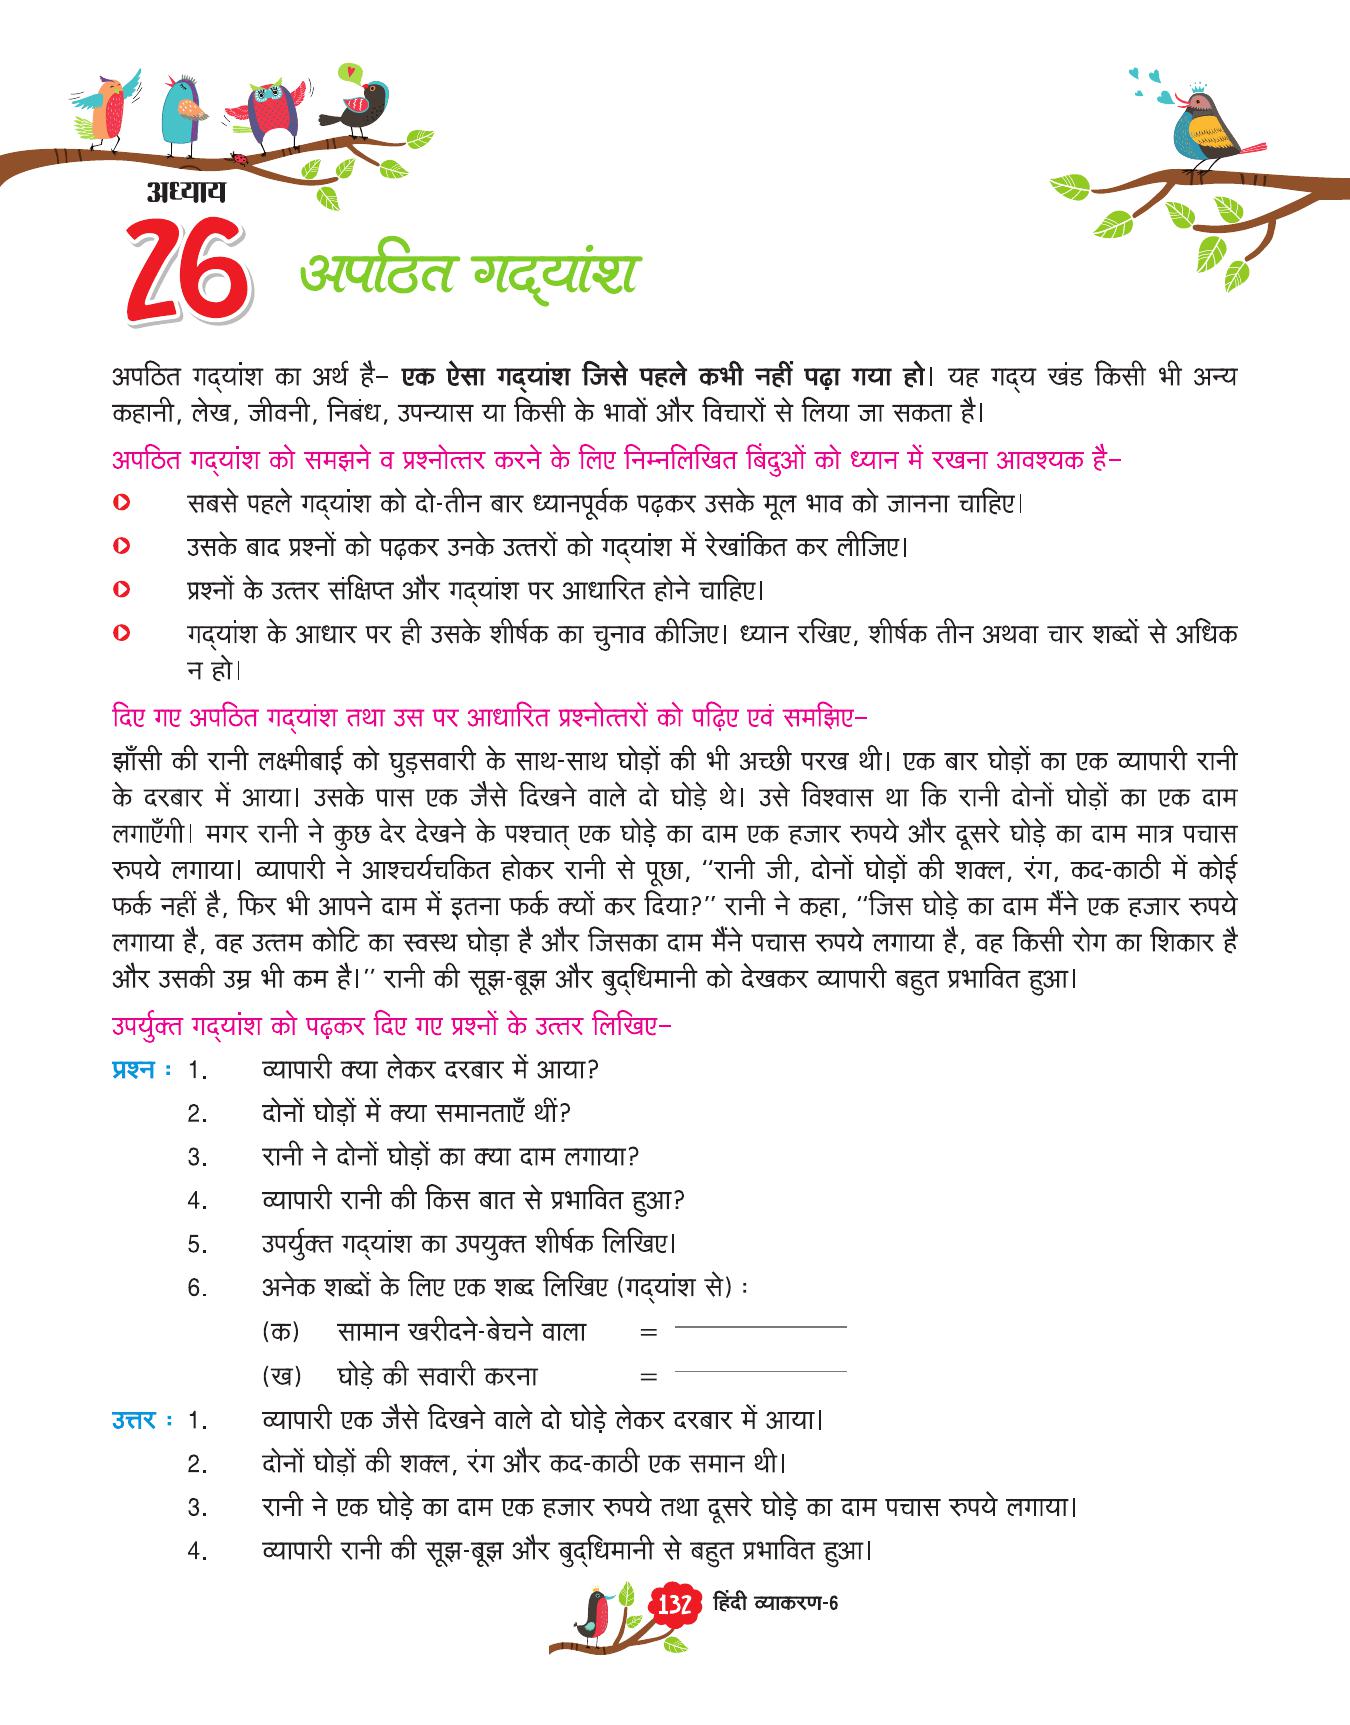 अध्याय
26
अपठित गद्‌यांश
अपठित गद्‌यांश का अर्थ है– एक ऐसा गद्‌यांश जिसे पहले कभी नहीं पढ़ा गया हो। यह गद्‌य खंड किसी भी अन्य
कहानी, लेख, जीवनी, निबंध, उपन्यास या किसी के भावों और विचारों से लिया जा सकता है।
अपठित गद्‌यांश को समझने व प्रश्नोत्तर करने के लिए निम्नलिखित बिंदुओं को ध्यान में रखना आवश्यक है–
सबसे पहले गद्‌यांश को दो-तीन बार ध्यानपूर्वक पढ़कर उसके मूल भाव को जानना चाहिए।
उसके बाद प्रश्नों को पढ़कर उनके उत्तरों को गद्‌यांश में रेखांकित कर लीजिए।
प्रश्नों के उत्तर संक्षिप्त और गद्‌यांश पर आधारित होने चाहिए।
गद्‌यांश के आधार पर ही उसके शीर्षक का चुनाव कीजिए। ध्यान रखिए, शीर्षक तीन अथवा चार शब्दों से अधिक
न हो।
दिए गए अपठित गद्‌यांश तथा उस पर आधारित प्रश्नोत्तरों को पढ़िए एवं समझिए–
झाँसी की रानी लक्ष्मीबाई को घुड़सवारी के साथ-साथ घोड़ों की भी अच्छी परख थी। एक बार घोड़ों का एक व्यापारी रानी
के दरबार में आया। उसके पास एक जैसे दिखने वाले दो घोड़े थे। उसे विश्वास था कि रानी दोनों घोड़ों का एक दाम
लगाएँगी। मगर रानी ने कुछ देर देखने के पश्चात् एक घोड़े का दाम एक हजार रुपये और दूसरे घोड़े का दाम मात्र पचास
रुपये लगाया। व्यापारी ने आश्चर्यचकित होकर रानी से पूछा, ‘‘रानी जी, दोनों घोड़ों की शक्ल, रंग, कद-काठी में कोई
फर्क नहीं है, फिर भी आपने दाम में इतना फर्क क्यों कर दिया?’’ रानी ने कहा, ‘‘जिस घोड़े का दाम मैंने एक हजार रुपये
लगाया है, वह उत्तम कोटि का स्वस्थ घोड़ा है और जिसका दाम मैंने पचास रुपये लगाया है, वह किसी रोग का शिकार है
और उसकी उम्र भी कम है।’’ रानी की सूझ-बूझ और बुद्‌धिमानी को देखकर व्यापारी बहुत प्रभावित हुआ।
उपर्युक्त गद्‌यांश को पढ़कर दिए गए प्रश्नों के उत्तर लिखिए–
प्रश्न : 1. व्यापारी क्या लेकर दरबार में आया?
2. दोनों घोड़ों में क्या समानताएँ थीं?
3. रानी ने दोनों घोड़ों का क्या दाम लगाया?
4. व्यापारी रानी की किस बात से प्रभावित हुआ?
5. उपर्युक्त गद्‌यांश का उपयुक्त शीर्षक लिखिए।
6. अनेक शब्दों के लिए एक शब्द लिखिए (गद्‌यांश से) :
(क) सामान खरीदने-बेचने वाला =
(ख) घोड़े की सवारी करना =
उत्तर : 1. व्यापारी एक जैसे दिखने वाले दो घोड़े लेकर दरबार में आया।
2. दोनों घोड़ों की शक्ल, रंग और कद-काठी एक समान थी।
3. रानी ने एक घोड़े का दाम एक हजार रुपये तथा दूसरे घोड़े का दाम पचास रुपये लगाया।
4. व्यापारी रानी की सूझ-बूझ और बुद्‌धिमानी से बहुत प्रभावित हुआ।
132 हिंदी व्याकरण-6